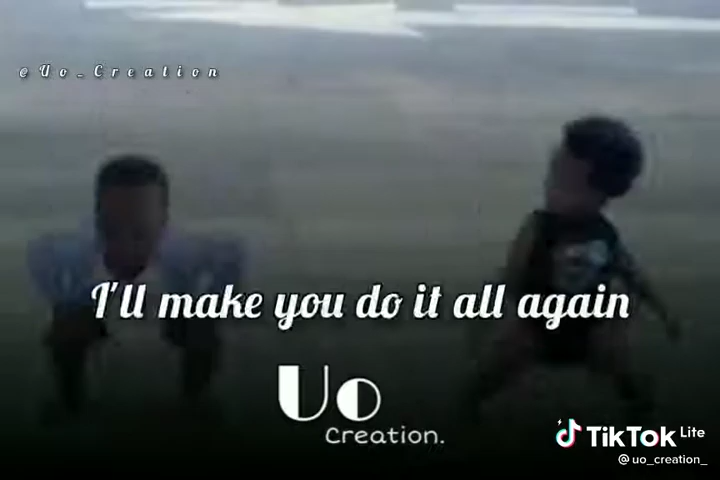 @Uo_Creation
I'll make you do it all again
Uo
Creation.
TikTok Lite
@uo_creation_